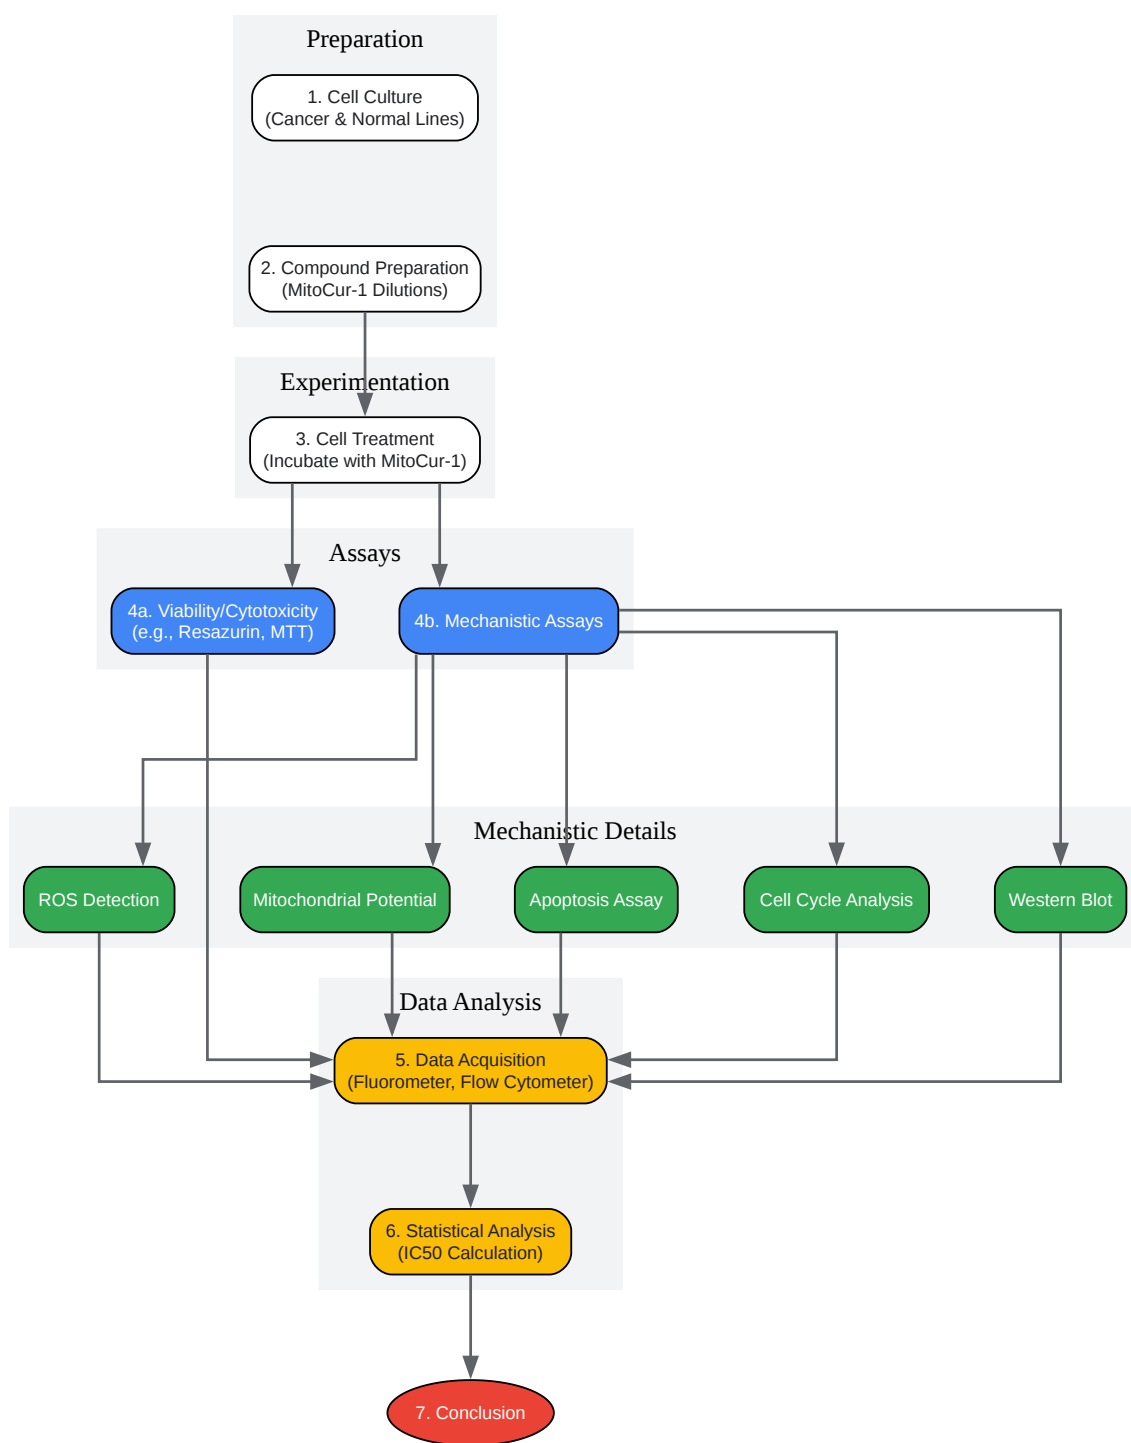 Preparation
1. Cell Culture
(Cancer & Normal Lines)
2. Compound Preparation
(MitoCur-1 Dilutions)
Experimentation
3. Cell Treatment
(Incubate with MitoCur-1)
Assays
4a. Viability/Cytotoxicity
(e.g., Resazurin, MTT)
4b. Mechanistic Assays
Mechanistic Details
ROS Detection
Mitochondrial Potential
Apoptosis Assay
Cell Cycle Analysis
Western Blot
Data Analysis
5. Data Acquisition
(Fluorometer, Flow Cytometer)
6. Statistical Analysis
(IC50 Calculation)
7. Conclusion